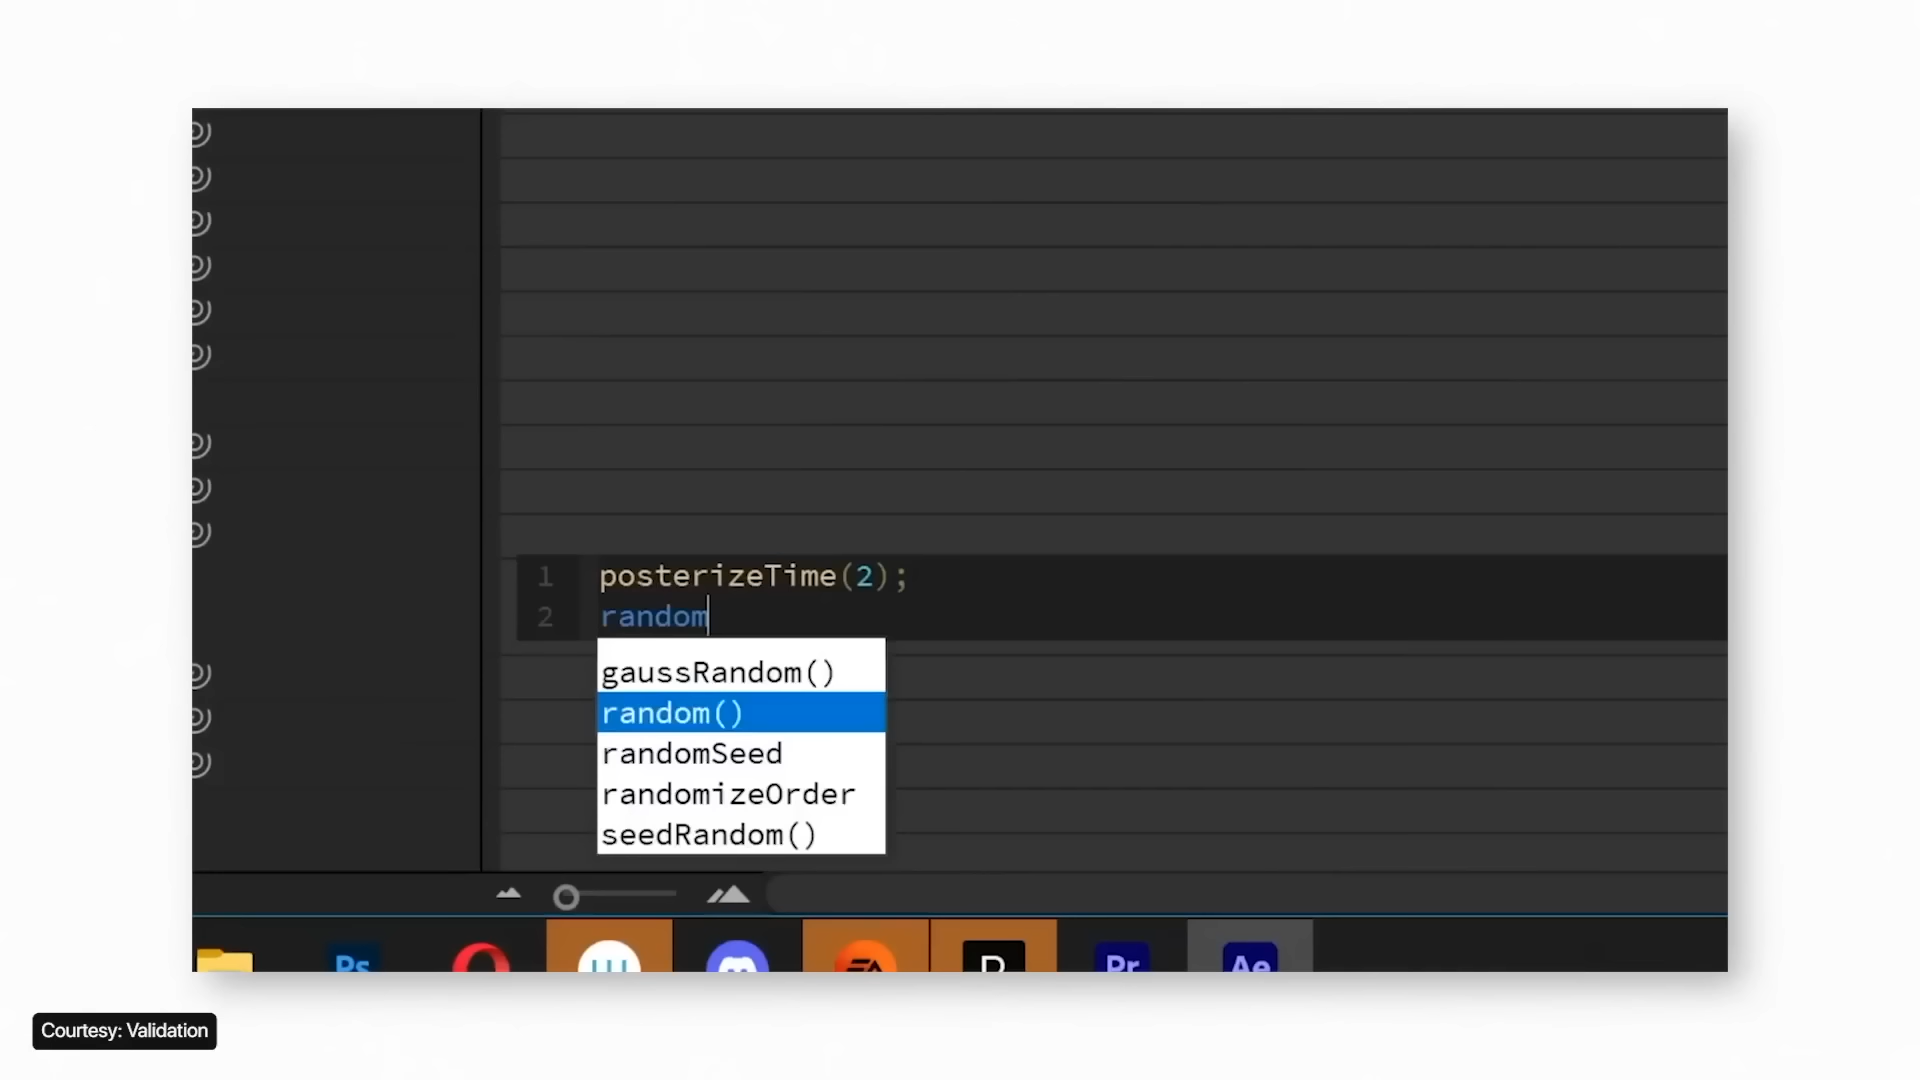 1 posterizeTime(2);
2 random
gaussRandom()
random()
randomSeed
randomizeOrder
seedRandom()
Ps
Pr
Ae
Courtesy: Validation